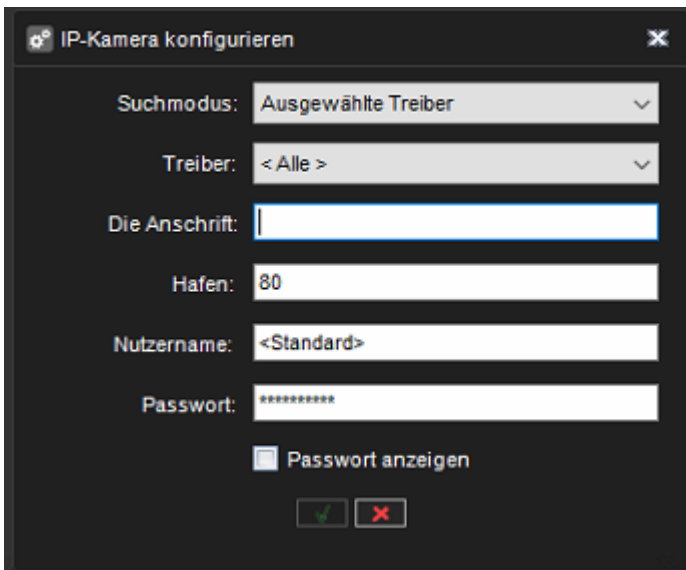 IP-Kamera konfigurieren
Suchmodus: Ausgewählte Treiber
Treiber: < Alle >
Die Anschrift:
Hafen: 80
Nutzername: <Standard>
Passwort: **********
Passwort anzeigen